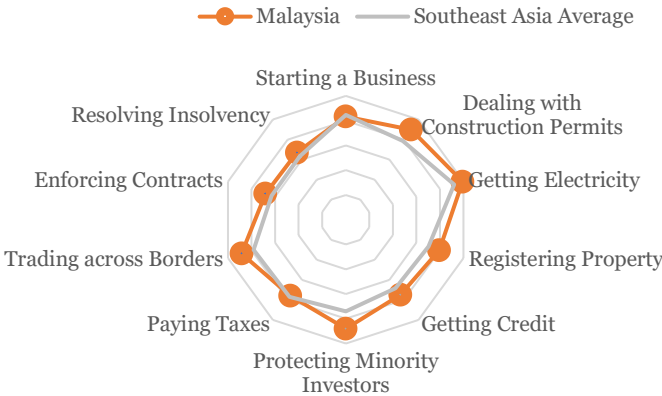 Malaysia
Southeast Asia Average
Starting a Business
Dealing with
Construction Permits
Getting Electricity
Registering Property
Getting Credit
Protecting Minority
Investors
Paying Taxes
Trading across Borders
Enforcing Contracts
Resolving Insolvency